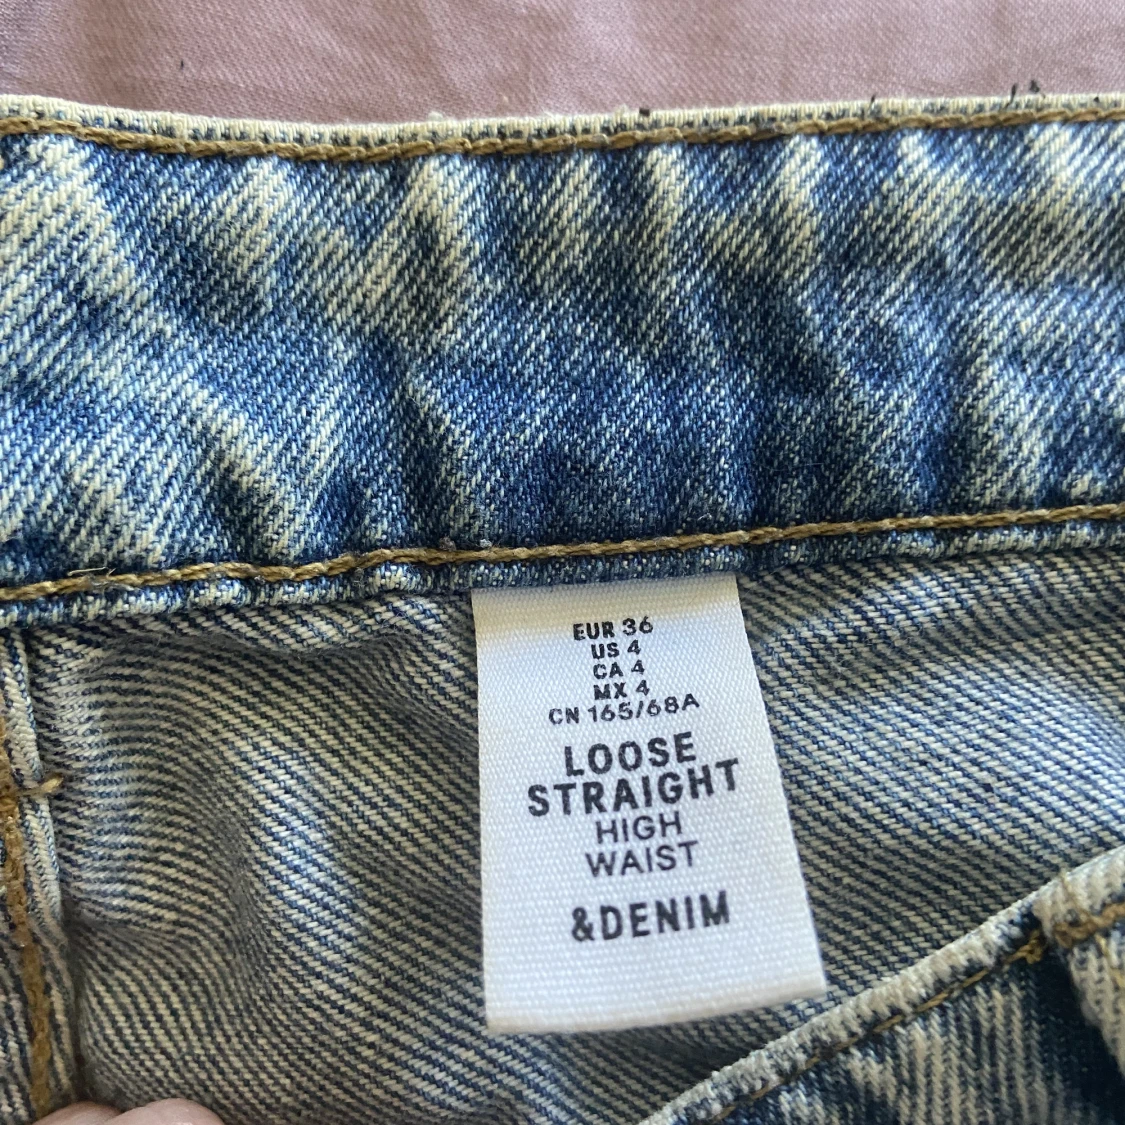 EUR 36
US 4
CA 4
MX 4
CN 165/68A
LOOSE
STRAIGHT
HIGH
WAIST
&DENIM